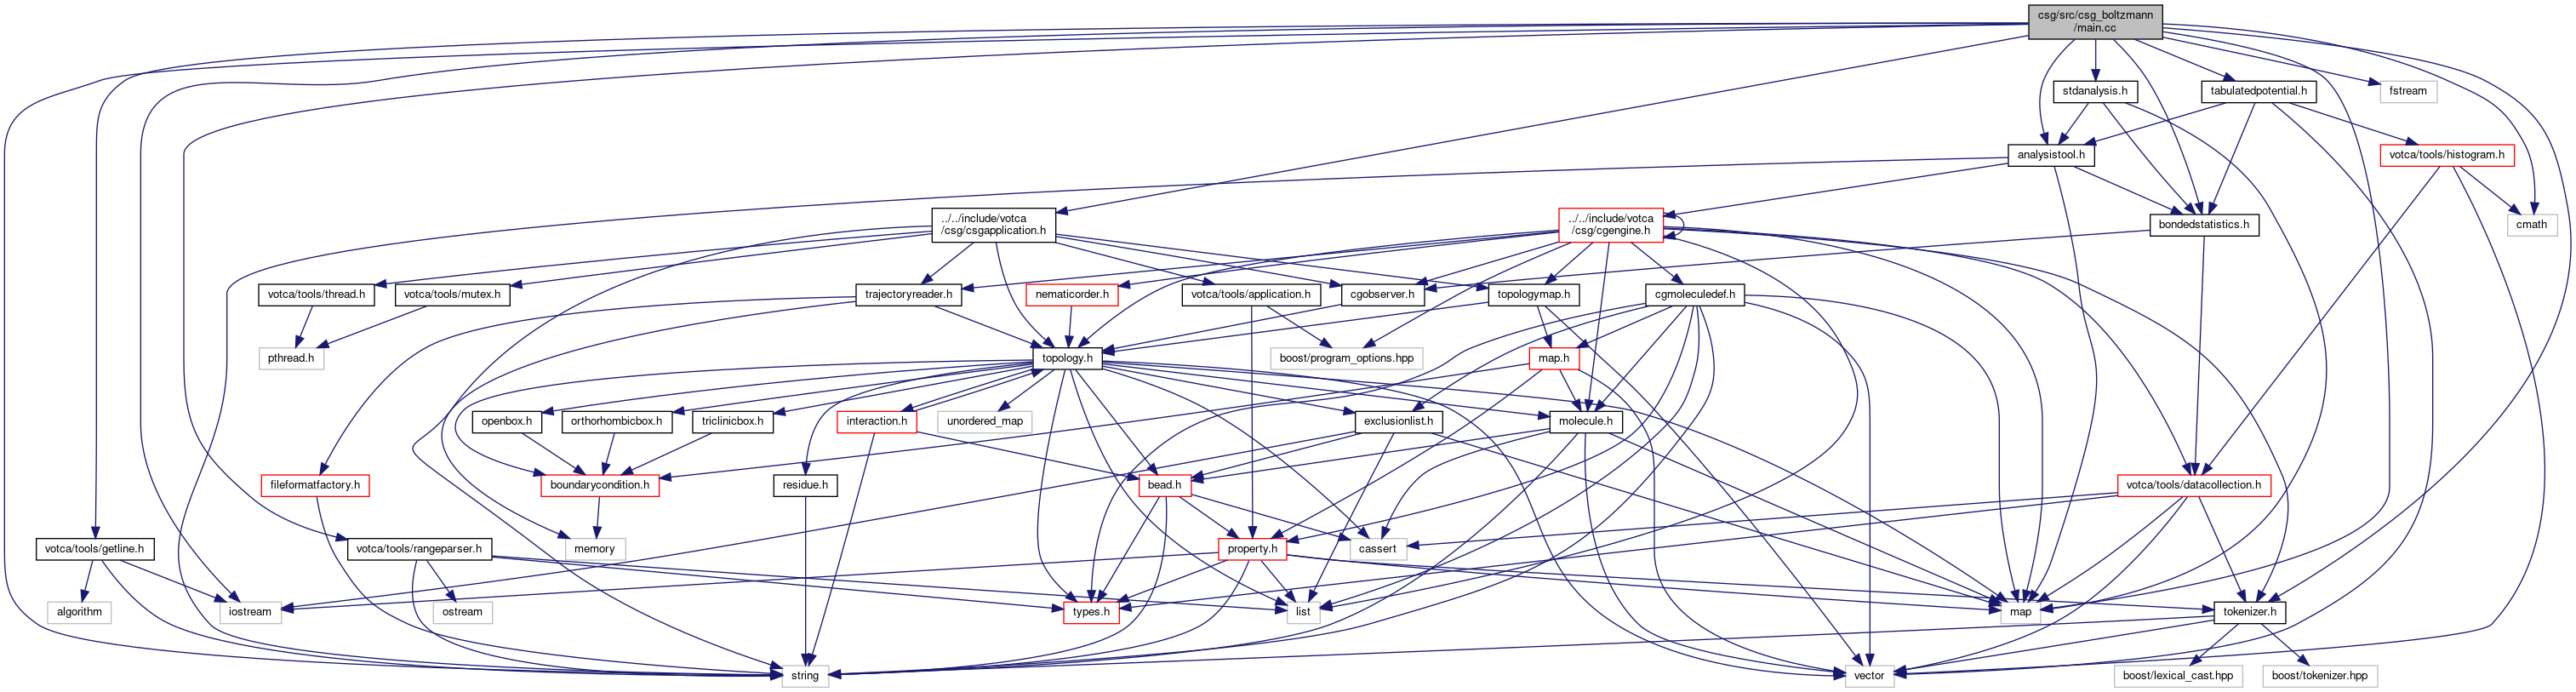 csg/src/csg_boltzmann
/main.cc
stdanalysis.h
tabulatedpotential.h
fstream
analysistool.h
votca/tools/histogram.h
../../include/votca
/csg/csgapplication.h
../../include/votca
/csg/cgengine.h
bondedstatistics.h
cmath
votca/tools/thread.h
votca/tools/mutex.h
trajectoryreader.h
nematicorder.h
votca/tools/application.h
cgobserver.h
topologymap.h
cgmoleculedef.h
pthread.h
topology.h
boost/program_options.hpp
map.h
openbox.h
orthorhombicbox.h
triclinicbox.h
interaction.h
unordered_map
exclusionlist.h
molecule.h
fileformatfactory.h
boundarycondition.h
residue.h
bead.h
votca/tools/datacollection.h
votca/tools/getline.h
votca/tools/rangeparser.h
memory
cassert
property.h
algorithm
iostream
ostream
types.h
list
map
tokenizer.h
string
vector
boost/lexical_cast.hpp
boost/tokenizer.hpp